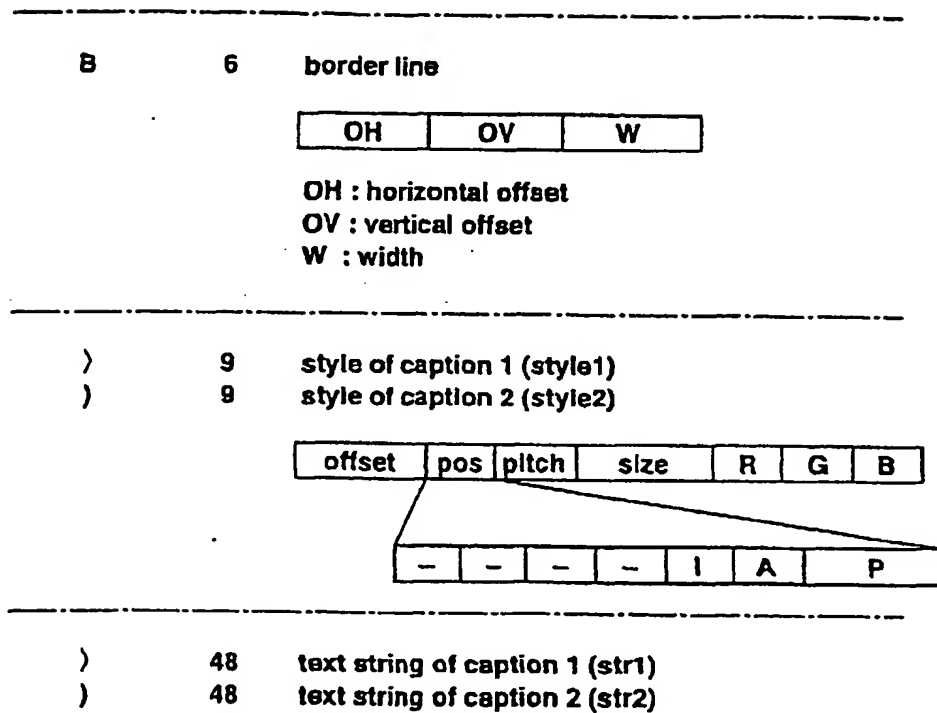 8 6 border line
OH OV W
OH : horizontal offset
OV : vertical offset
W : width
) 9 style of caption 1 (style1)
) 9 style of caption 2 (style2)
offset pos pitch size R G B
– – – – I A P
) 48 text string of caption 1 (str1)
) 48 text string of caption 2 (str2)